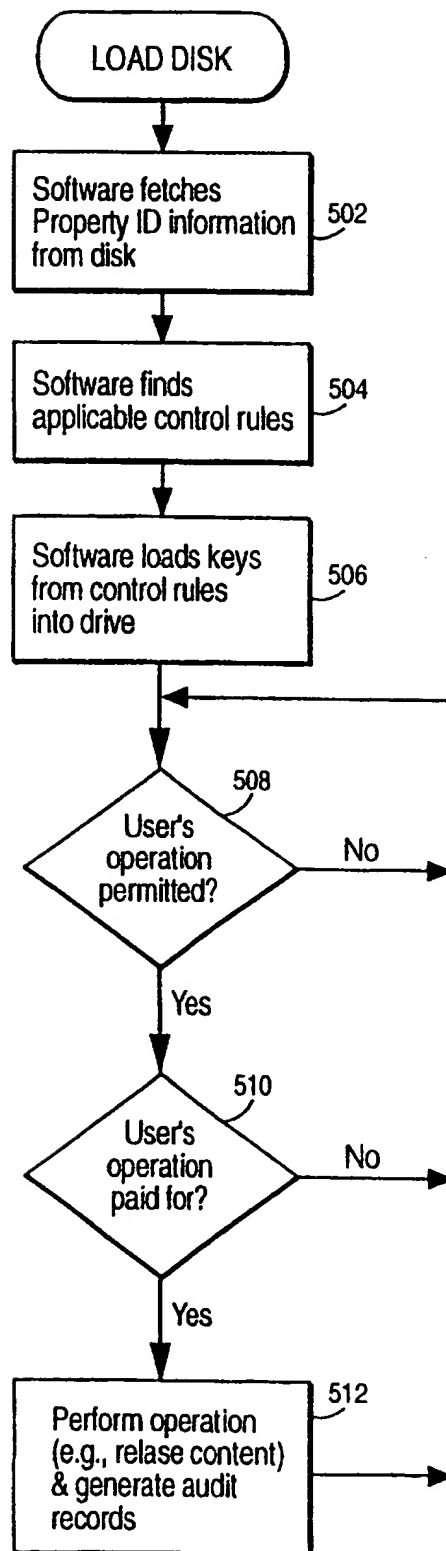 LOAD DISK
Software fetches
Property ID information
from disk
502
Software finds
applicable control rules
504
Software loads keys
from control rules
into drive
506
508
User's
operation
permitted?
No
Yes
510
User's
operation
paid for?
No
Yes
512
Perform operation
(e.g., relase content)
& generate audit
records